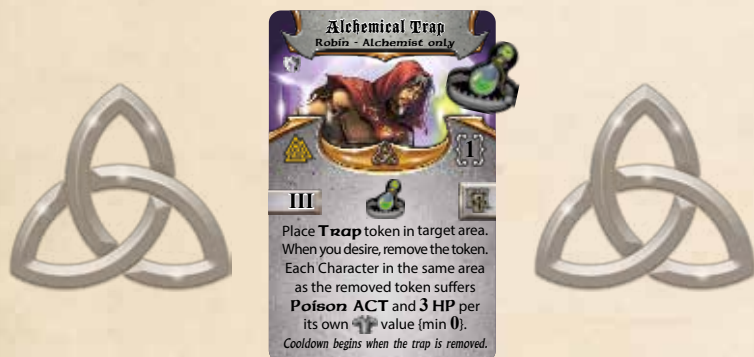 Alchemical Trap
Robin - Alchemist only
1
III
Place Trap token in target area.
When you desire, remove the token.
Each Character in the same area
as the removed token suffers
Poison ACT and 3 HP per
its own value {min 0}.
Cooldown begins when the trap is removed.